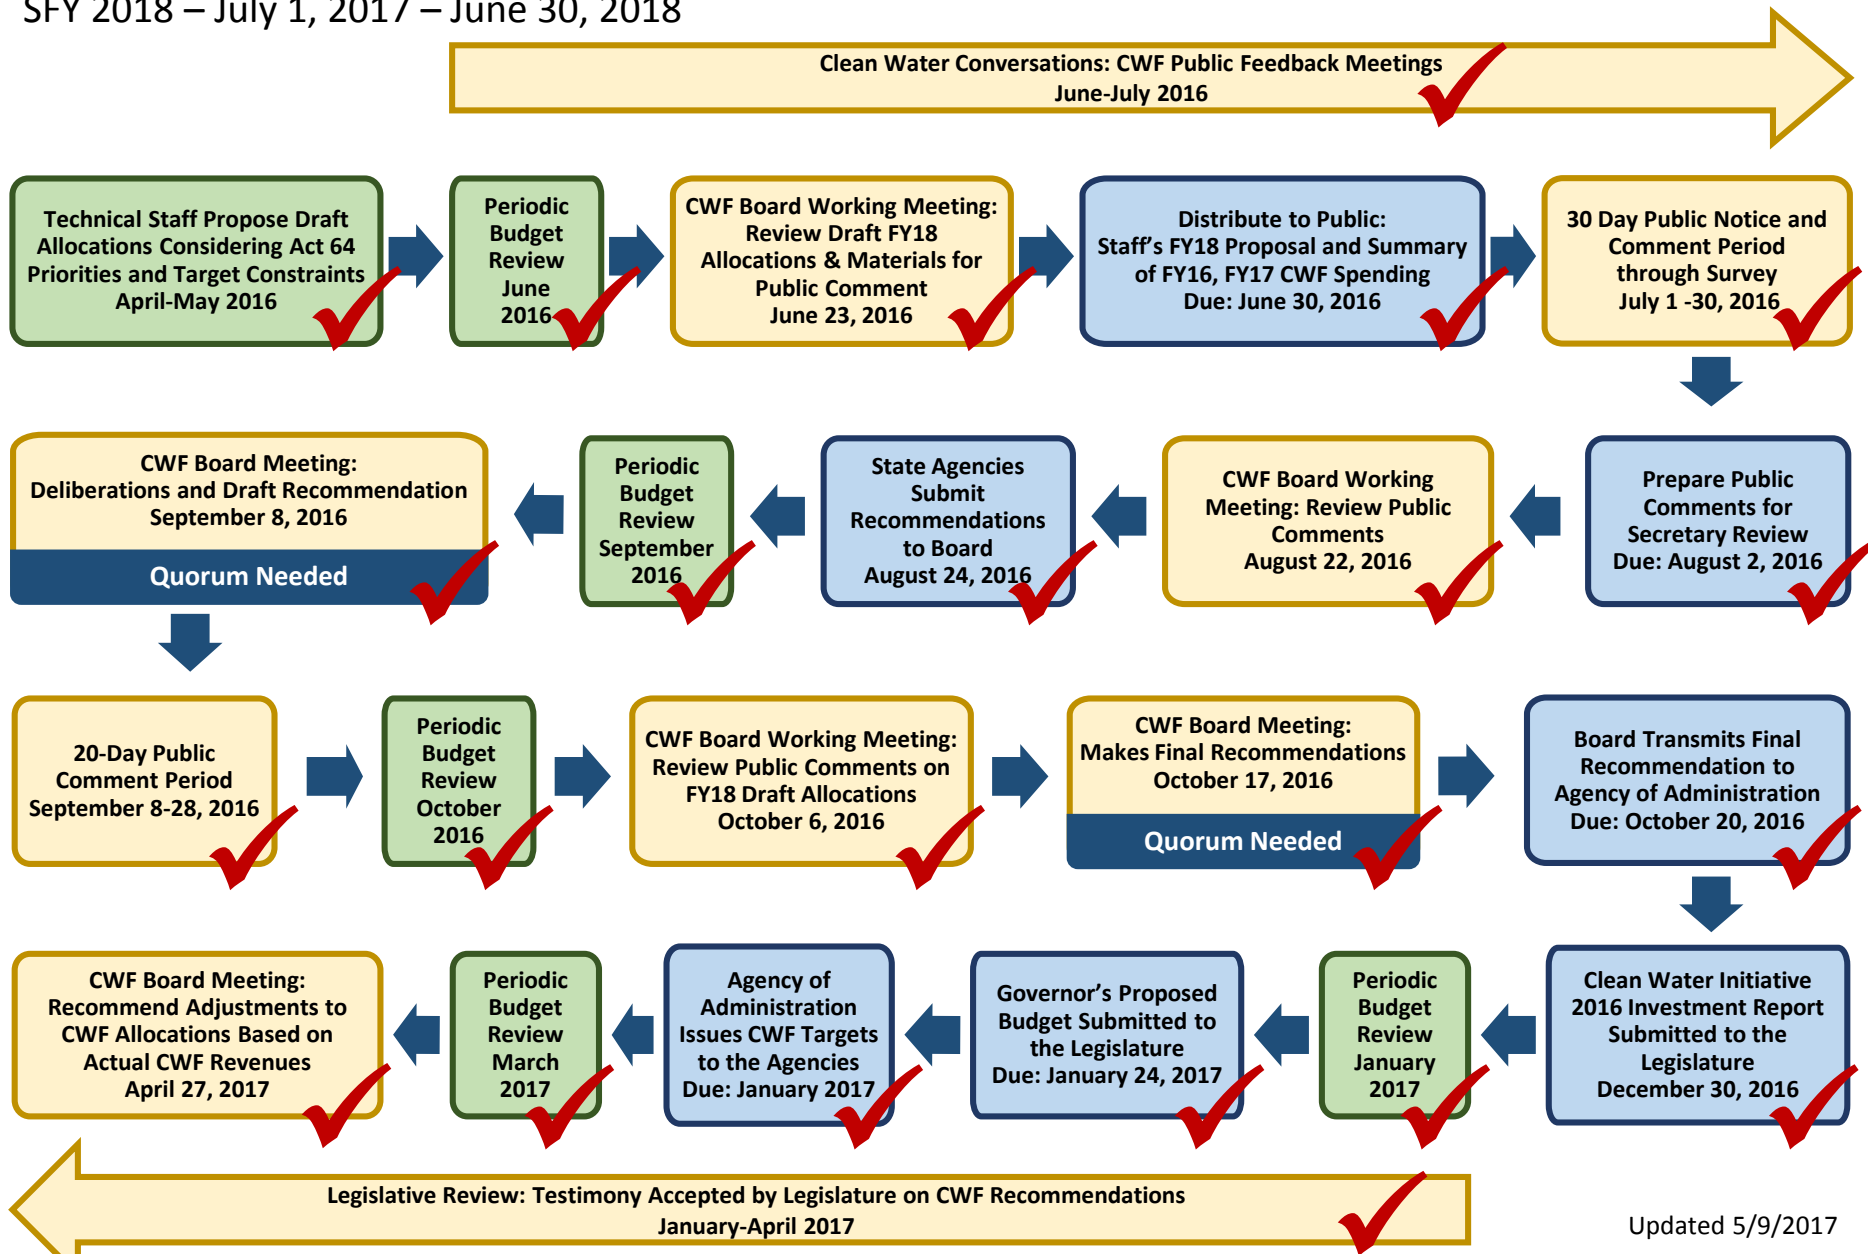 SFY 2018 – July 1, 2017 – June 30, 2018
Clean Water Conversations: CWF Public Feedback Meetings
June-July 2016
Technical Staff Propose Draft
Allocations Considering Act 64
Priorities and Target Constraints
April-May 2016
Periodic
Budget
Review
June
2016
CWF Board Working Meeting:
Review Draft FY18
Allocations & Materials for
Public Comment
June 23, 2016
Distribute to Public:
Staff’s FY18 Proposal and Summary
of FY16, FY17 CWF Spending
Due: June 30, 2016
30 Day Public Notice and
Comment Period
through Survey
July 1 -30, 2016
Prepare Public
Comments for
Secretary Review
Due: August 2, 2016
CWF Board Working
Meeting: Review Public
Comments
August 22, 2016
State Agencies
Submit
Recommendations
to Board
August 24, 2016
Periodic
Budget
Review
September
2016
CWF Board Meeting:
Deliberations and Draft Recommendation
September 8, 2016
Quorum Needed
20-Day Public
Comment Period
September 8-28, 2016
Periodic
Budget
Review
October
2016
CWF Board Working Meeting:
Review Public Comments on
FY18 Draft Allocations
October 6, 2016
CWF Board Meeting:
Makes Final Recommendations
October 17, 2016
Quorum Needed
Board Transmits Final
Recommendation to
Agency of Administration
Due: October 20, 2016
Clean Water Initiative
2016 Investment Report
Submitted to the
Legislature
December 30, 2016
Periodic
Budget
Review
January
2017
Governor’s Proposed
Budget Submitted to
the Legislature
Due: January 24, 2017
Agency of
Administration
Issues CWF Targets
to the Agencies
Due: January 2017
Periodic
Budget
Review
March
2017
CWF Board Meeting:
Recommend Adjustments to
CWF Allocations Based on
Actual CWF Revenues
April 27, 2017
Legislative Review: Testimony Accepted by Legislature on CWF Recommendations
January-April 2017
Updated 5/9/2017